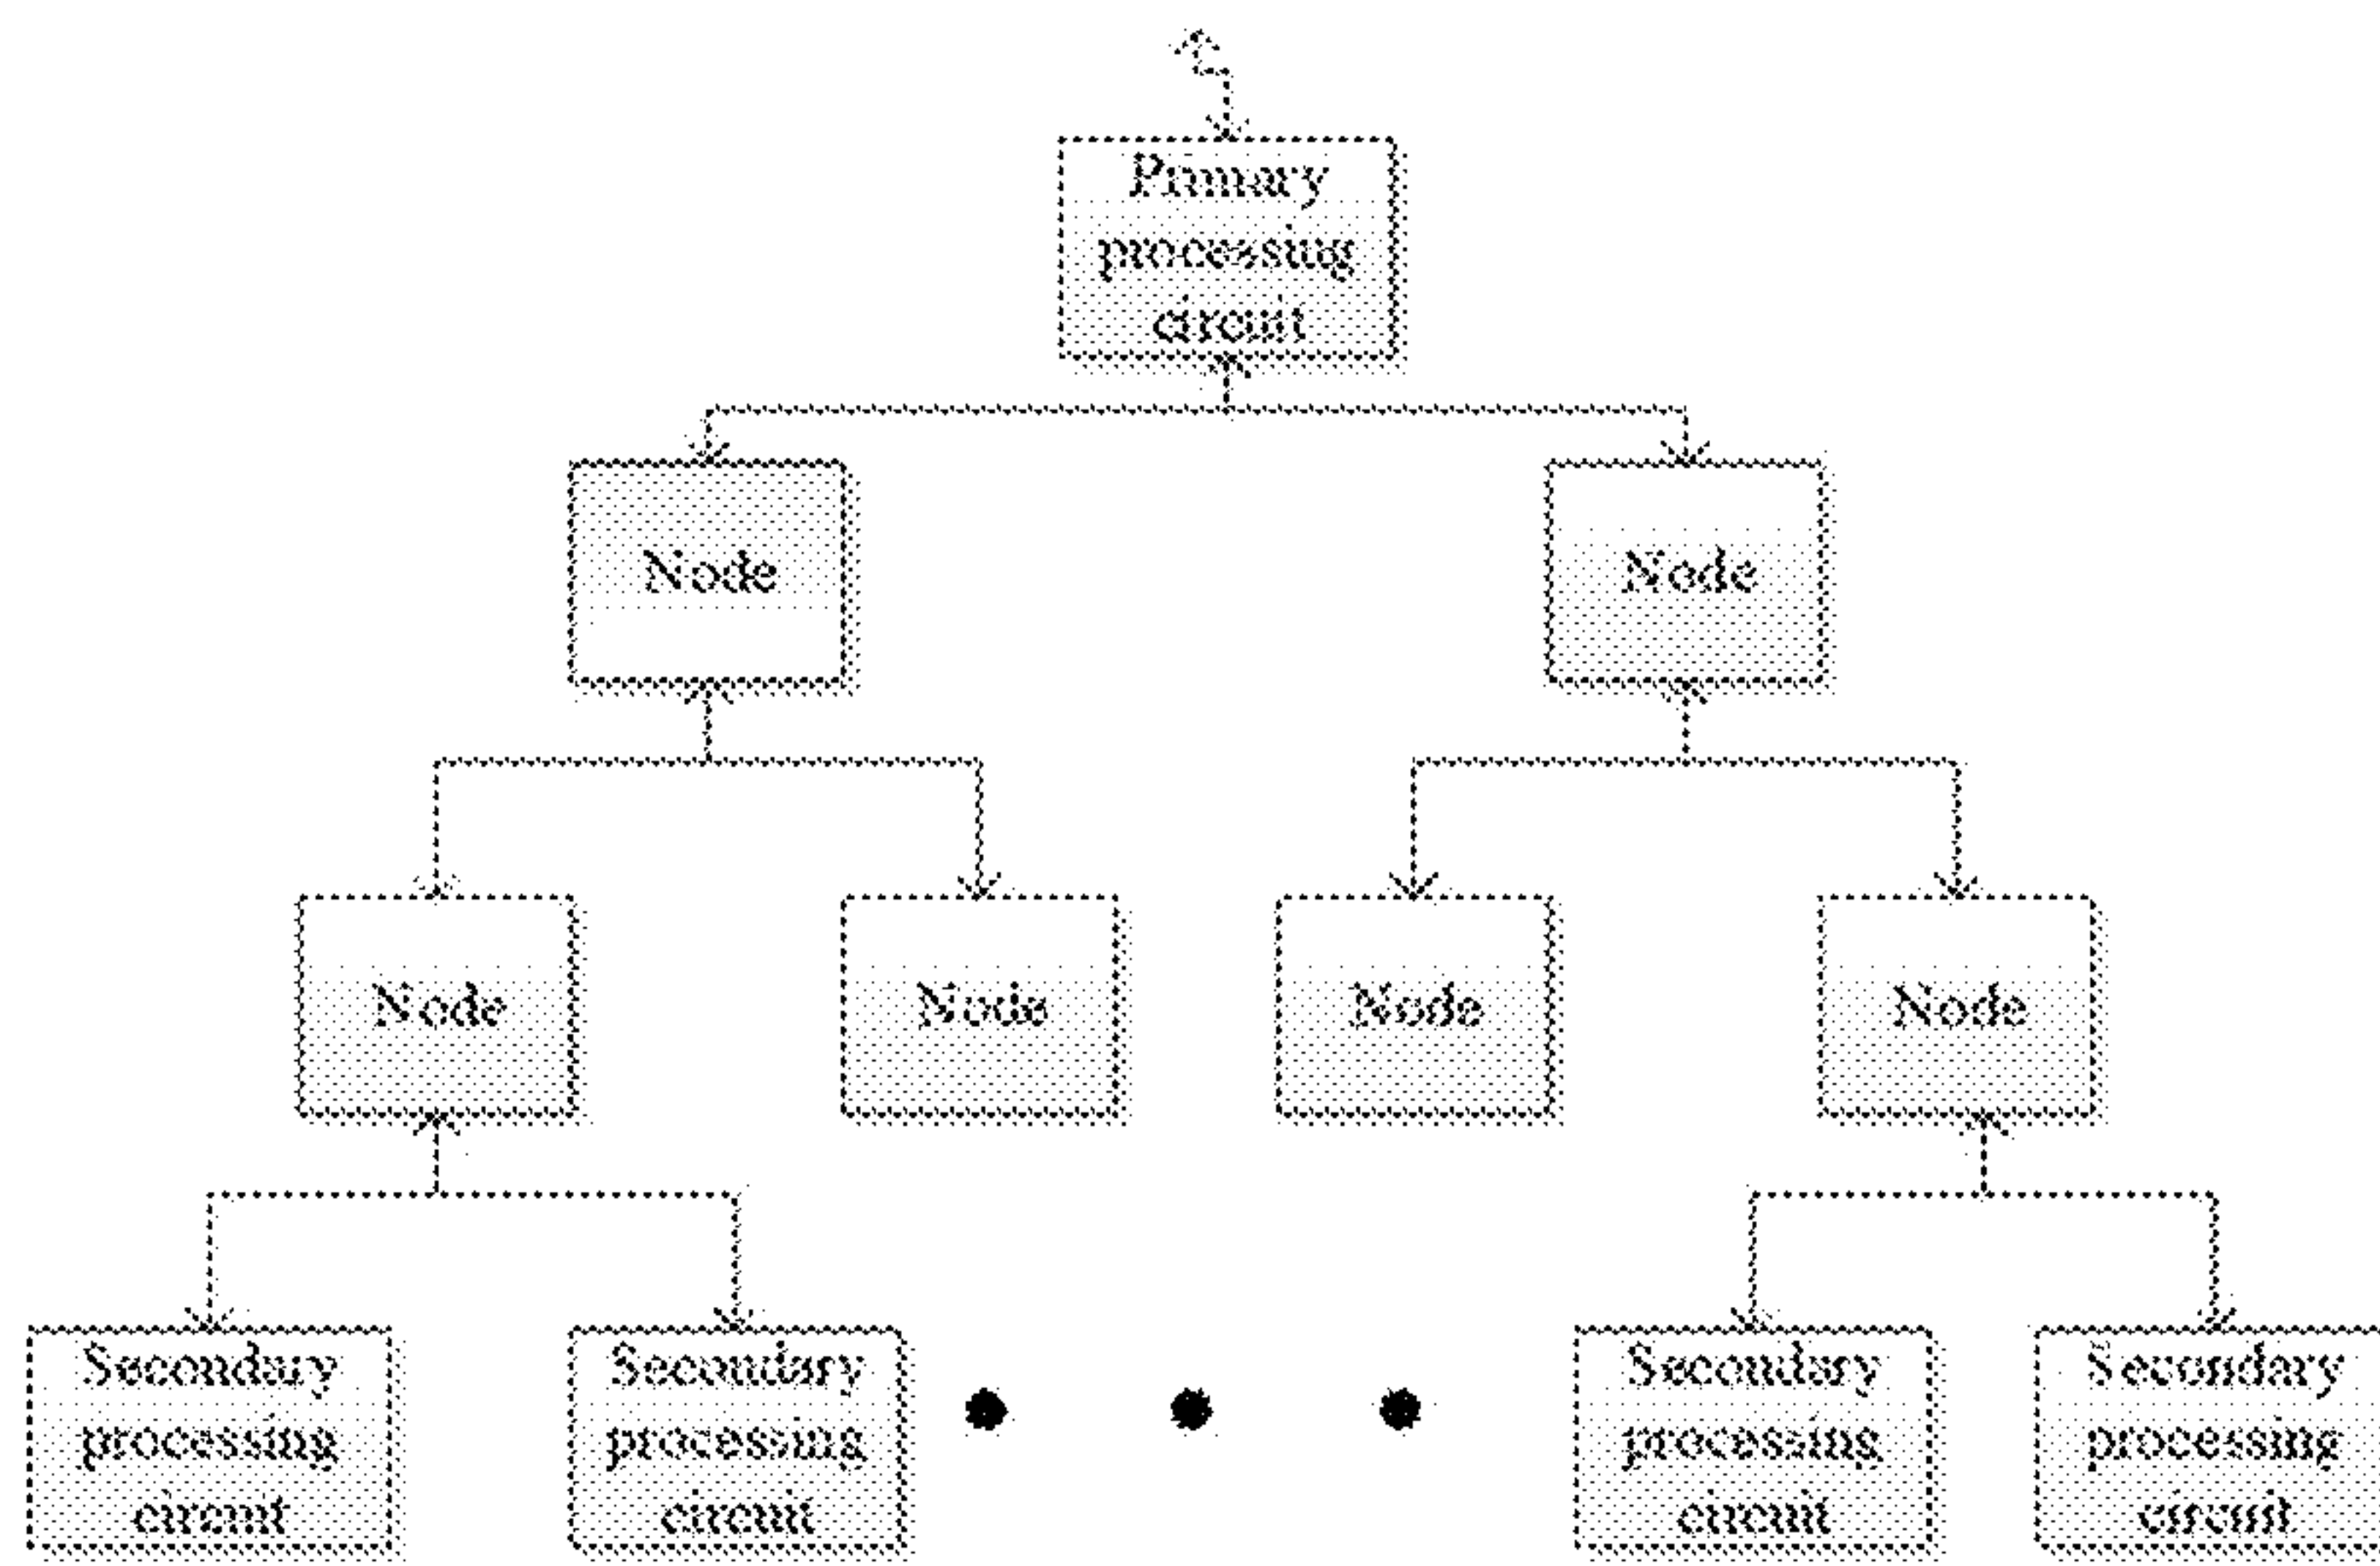 Primary
processing
circuit
Node
Node
Node
Node
Node
Node
Secondary
processing
circuit
Secondary
processing
circuit
Secondary
processing
circuit
Secondary
processing
circuit